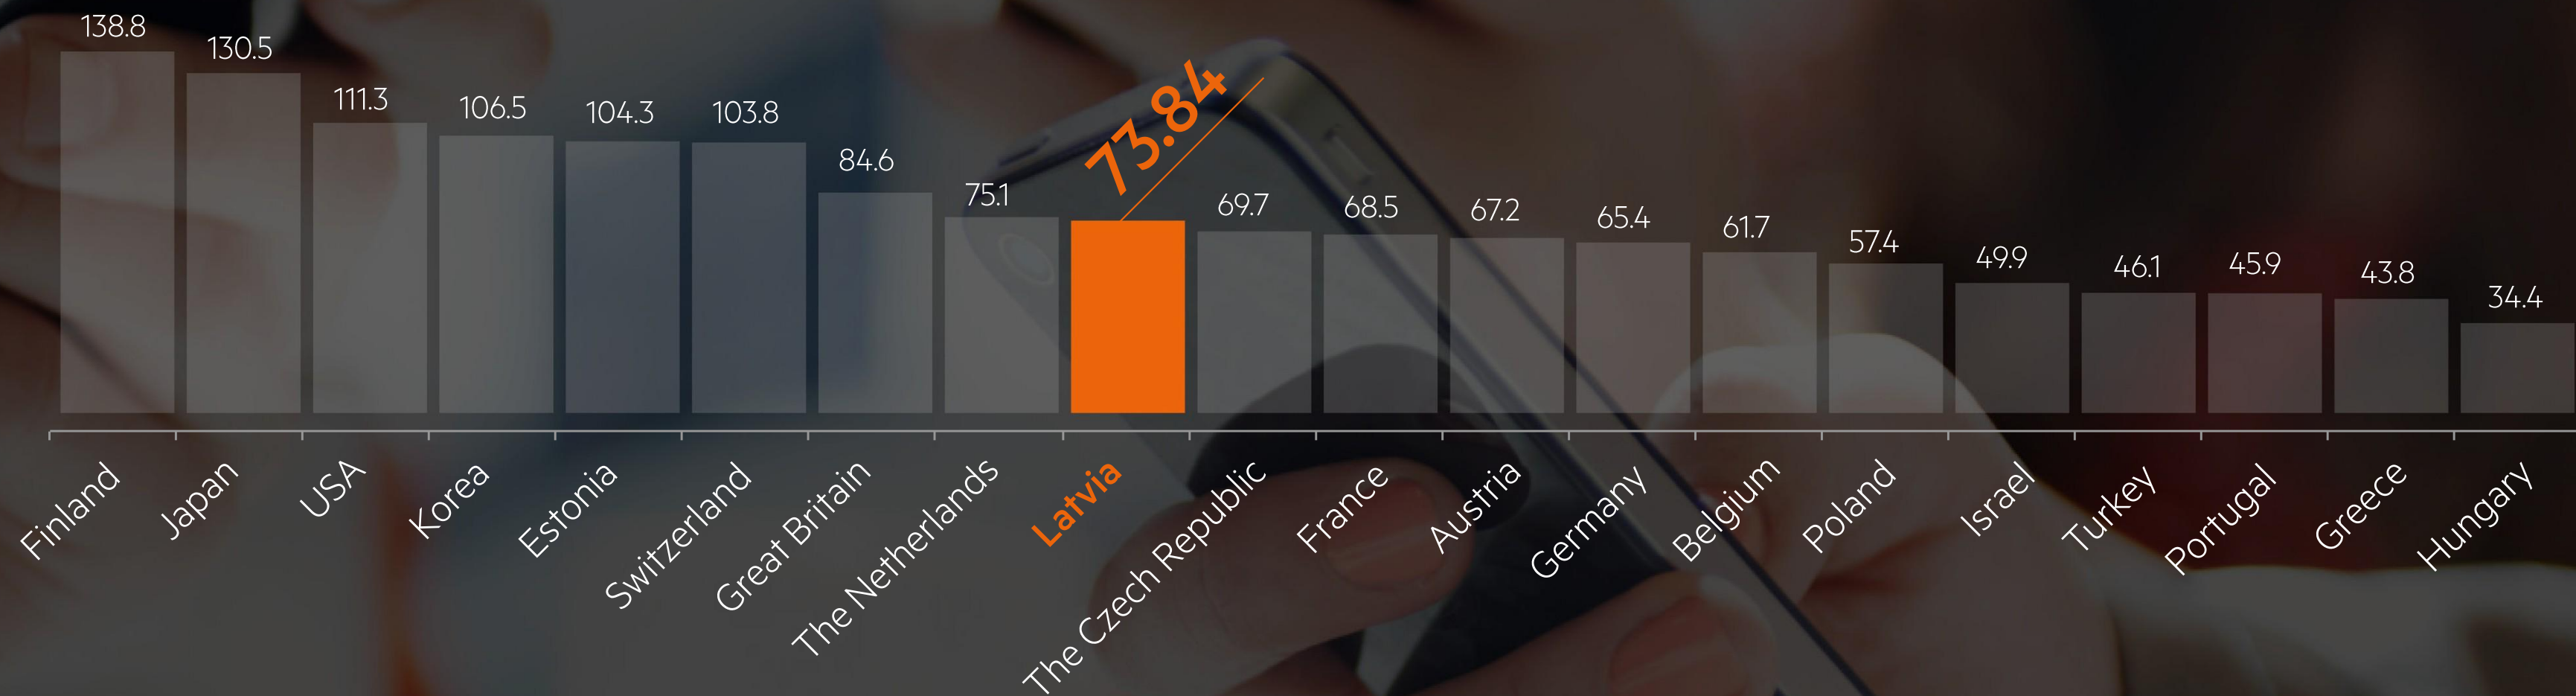 138.8
130.5
111.3
106.5
104.3
103.8
84.6
75.1
73.84
69.7
68.5
67.2
65.4
61.7
57.4
49.9
46.1
45.9
43.8
34.4
Finland
Japan
USA
Korea
Estonia
Switzerland
Great Britain
The Netherlands
Latvia
The Czech Republic
France
Austria
Germany
Belgium
Poland
Israel
Turkey
Portugal
Greece
Hungary